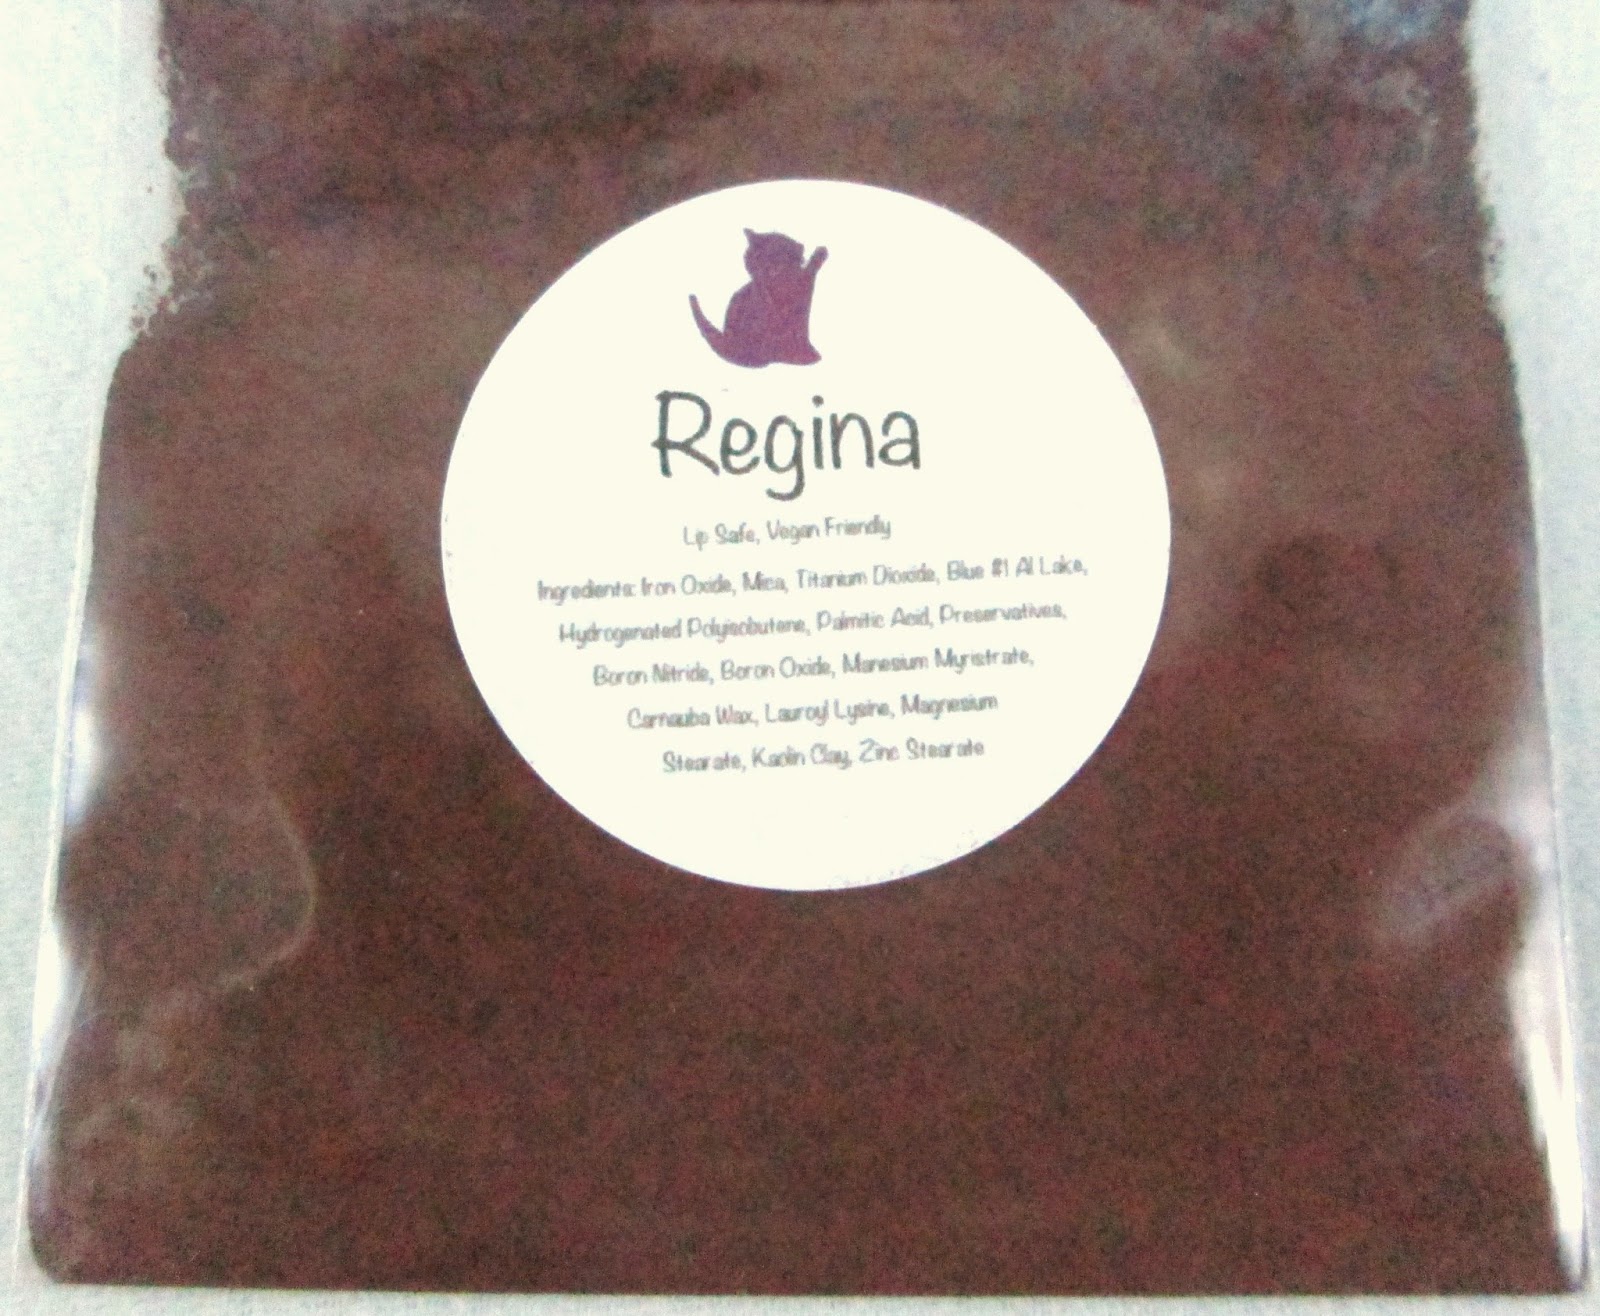 Regina
Lip Safe, Vegan Friendly
Ingredients: Iron Oxide, Mica, Titanium Dioxide, Blue #1 Al Lake,
Hydrogenated Polyisobutene, Palmitic Acid, Preservatives,
Boron Nitride, Boron Oxide, Manesium Myristrate,
Carnauba Wax, Lauroyl Lysine, Magnesium
Stearate, Kaolin Clay, Zinc Stearate